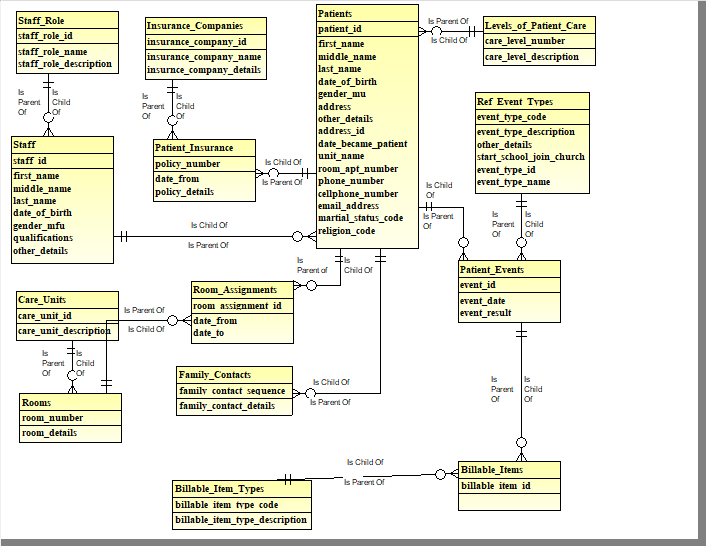 Staff_Role
staff_role_id
staff_role_name
staff_role_description
Insurance_Companies
insurance_company_id
insurance_company_name
insurnce_company_details
Patients
patient_id
first_name
middle_name
last_name
date_of_birth
gender_mu
address
other_details
address_id
date_became_patient
unit_name
room_apt_number
phone_number
cellphone_number
email_address
martial_status_code
religion_code
Is Parent Of
Is Child Of
Levels_of_Patient_Care
care_level_number
care_level_description
Ref_Event_Types
event_type_code
event_type_description
other_details
start_school_join_church
event_type_id
event_type_name
Is
Parent
Of
Is
Child
Of
Is
Parent
Of
Is
Child
Of
Staff
staff_id
first_name
middle_name
last_name
date_of_birth
gender_mfu
qualifications
other_details
Patient_Insurance
policy_number
date_from
policy_details
Is Child Of
Is Parent Of
Is Child Of
Is Parent Of
Is
Child
Of
Is
Parent
Of
Is
Parent
Of
Is
Child
Of
Is
Parent of
Is
Child Of
Patient_Events
event_id
event_date
event_result
Care_Units
care_unit_id
care_unit_description
Is Parent Of
Is Child Of
Room_Assignments
room_assignment_id
date_from
date_to
Is
Parent
Of
Is
Child
Of
Family_Contacts
family_contact_sequence
family_contact_details
Is Child Of
Is Parent Of
Is
Parent
Of
Is
Child
Of
Rooms
room_number
room_details
Is Child Of
Is Parent Of
Billable_Items
billable_item_id
Billable_Item_Types
billable_item_type_code
billable_item_type_description